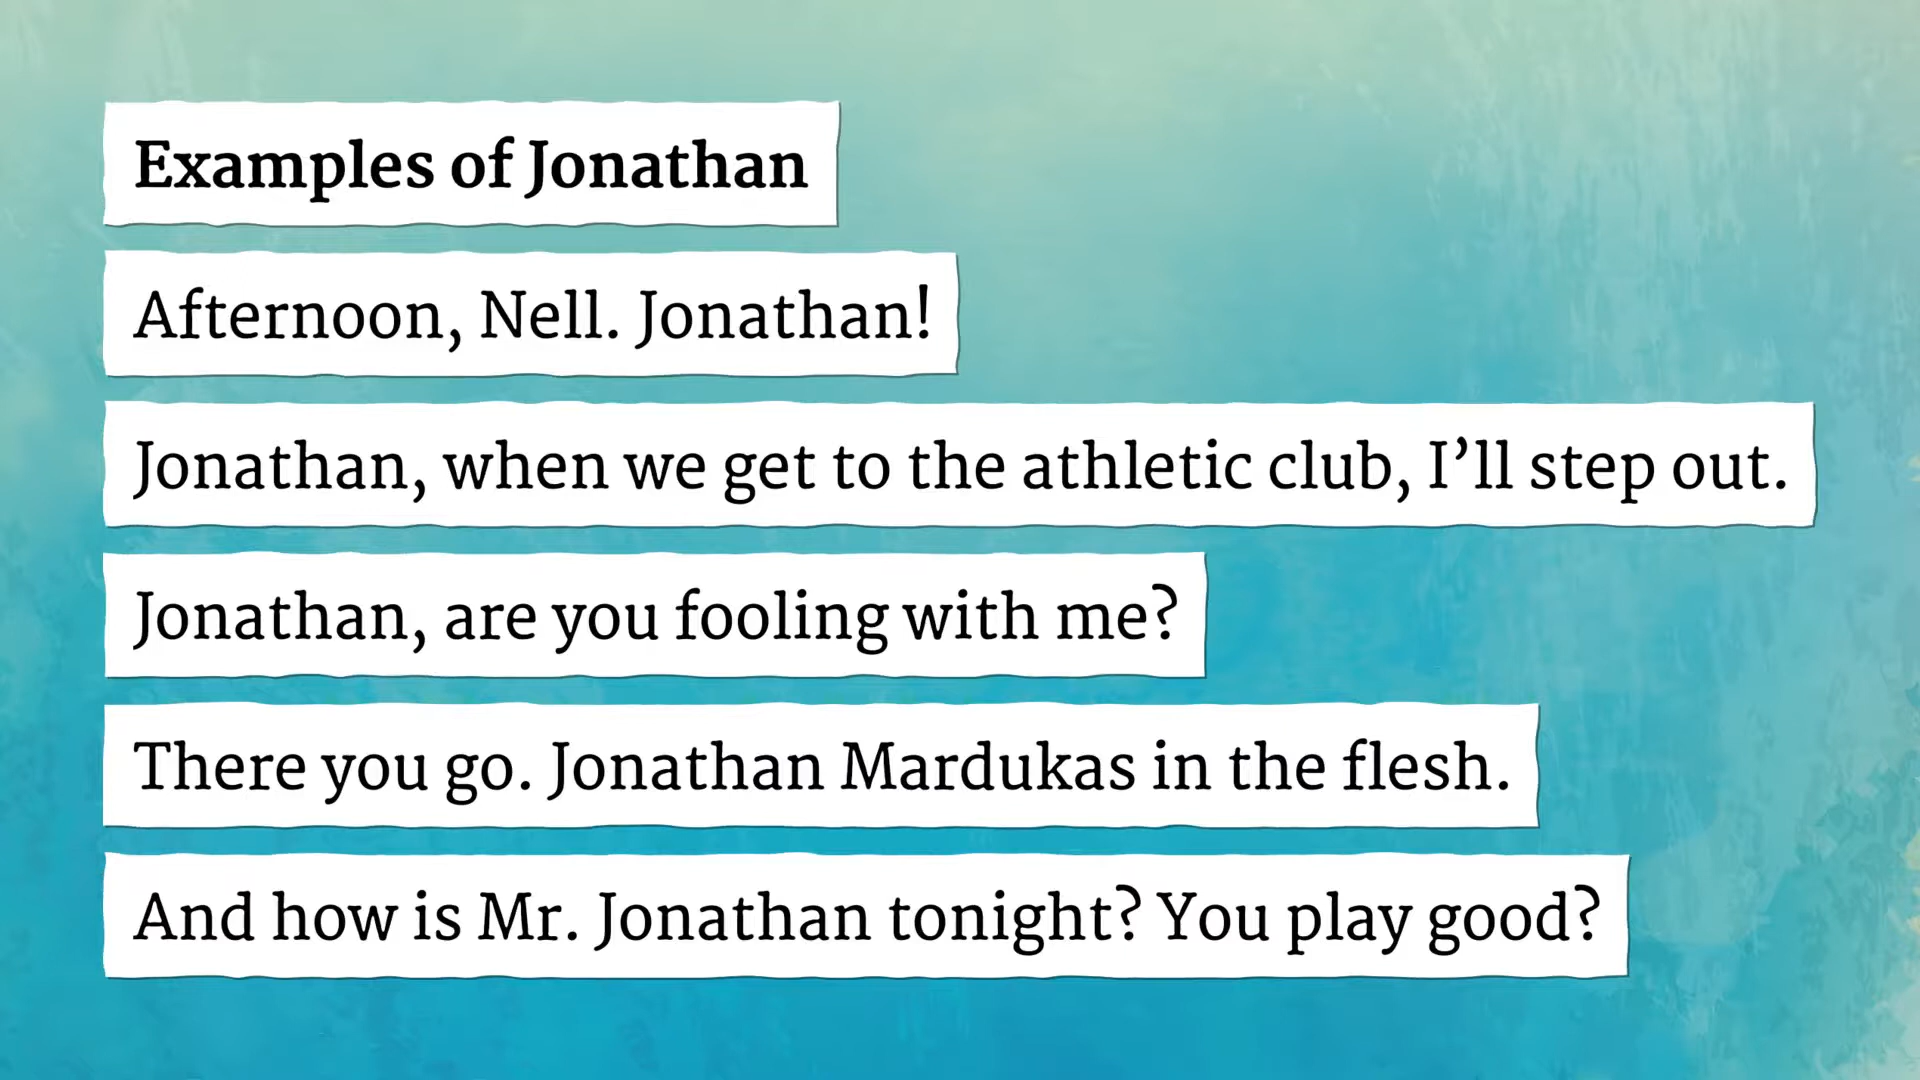 Examples of Jonathan
Afternoon, Nell. Jonathan!
Jonathan, when we get to the athletic club, I’ll step out.
Jonathan, are you fooling with me?
There you go. Jonathan Mardukas in the flesh.
And how is Mr. Jonathan tonight? You play good?